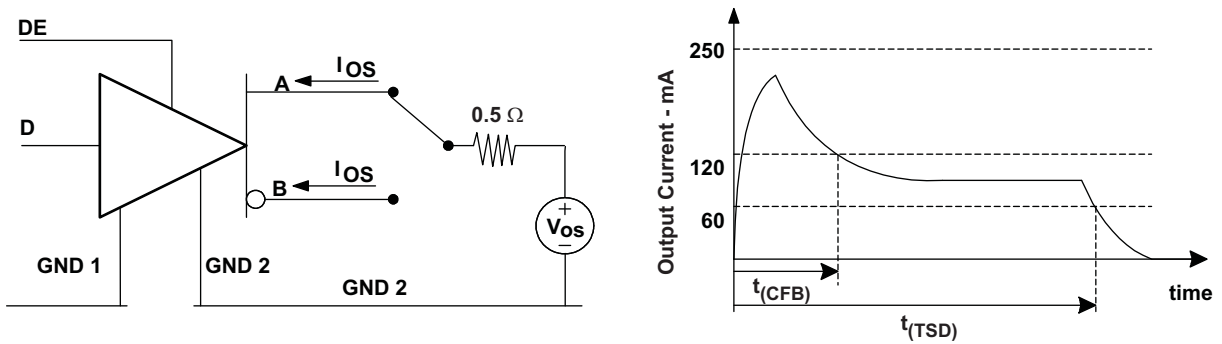 DE
D
A
I OS
B
I OS
0.5 Ω
+
VOS
−
GND 1
GND 2
GND 2
Output Current - mA
250
120
60
t(CFB)
t(TSD)
time